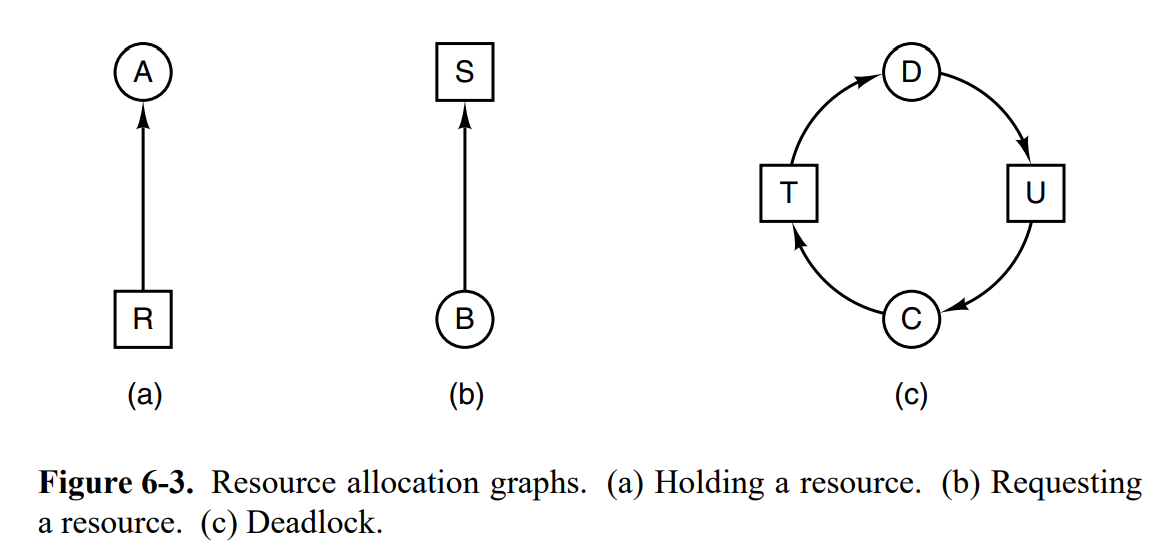 A
S
D
T
U
R
B
C
(a)
(b)
(c)
Figure 6-3. Resource allocation graphs. (a) Holding a resource. (b) Requesting
a resource. (c) Deadlock.